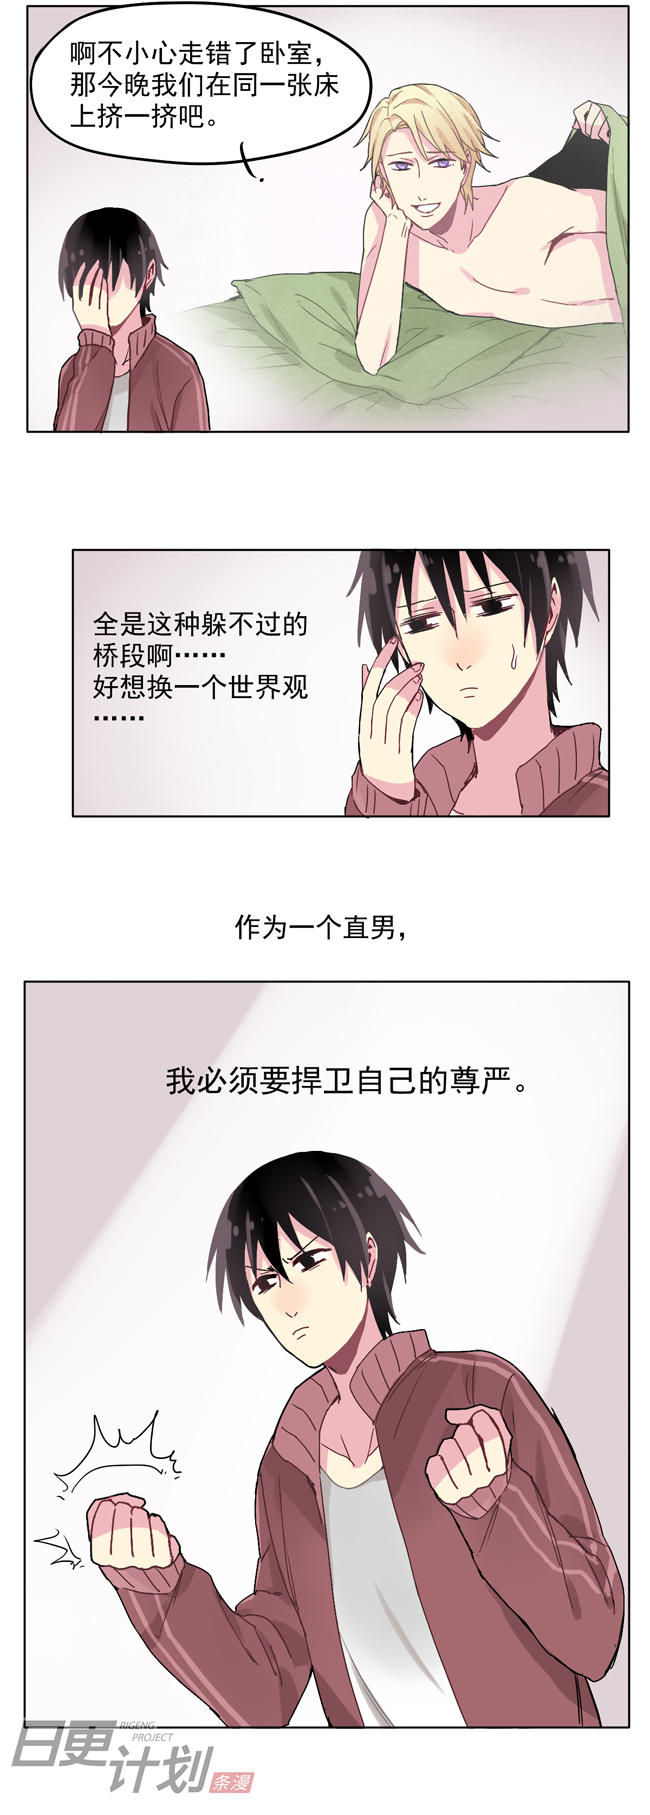 啊不小心走错了卧室，
那今晚我们在同一张床
上挤一挤吧。
全是这种躲不过的
桥段啊……
好想换一个世界观
……
作为一个直男，
我必须要捍卫自己的尊严。
日更
RIGENG
PROJECT
计划
条漫